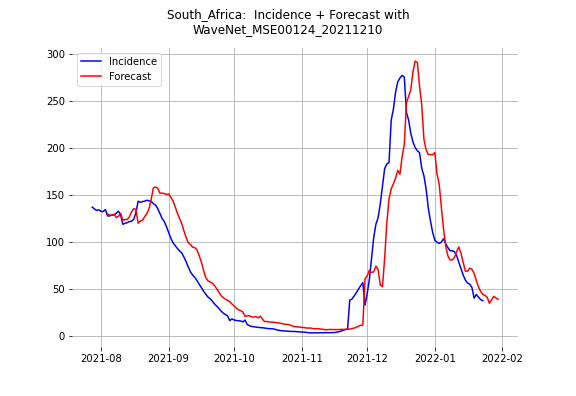 South_Africa:  Incidence + Forecast with
WaveNet_MSE00124_20211210
Incidence
Forecast
300
250
200
150
100
50
0
2021-08 2021-09 2021-10 2021-11 2021-12 2022-01 2022-02